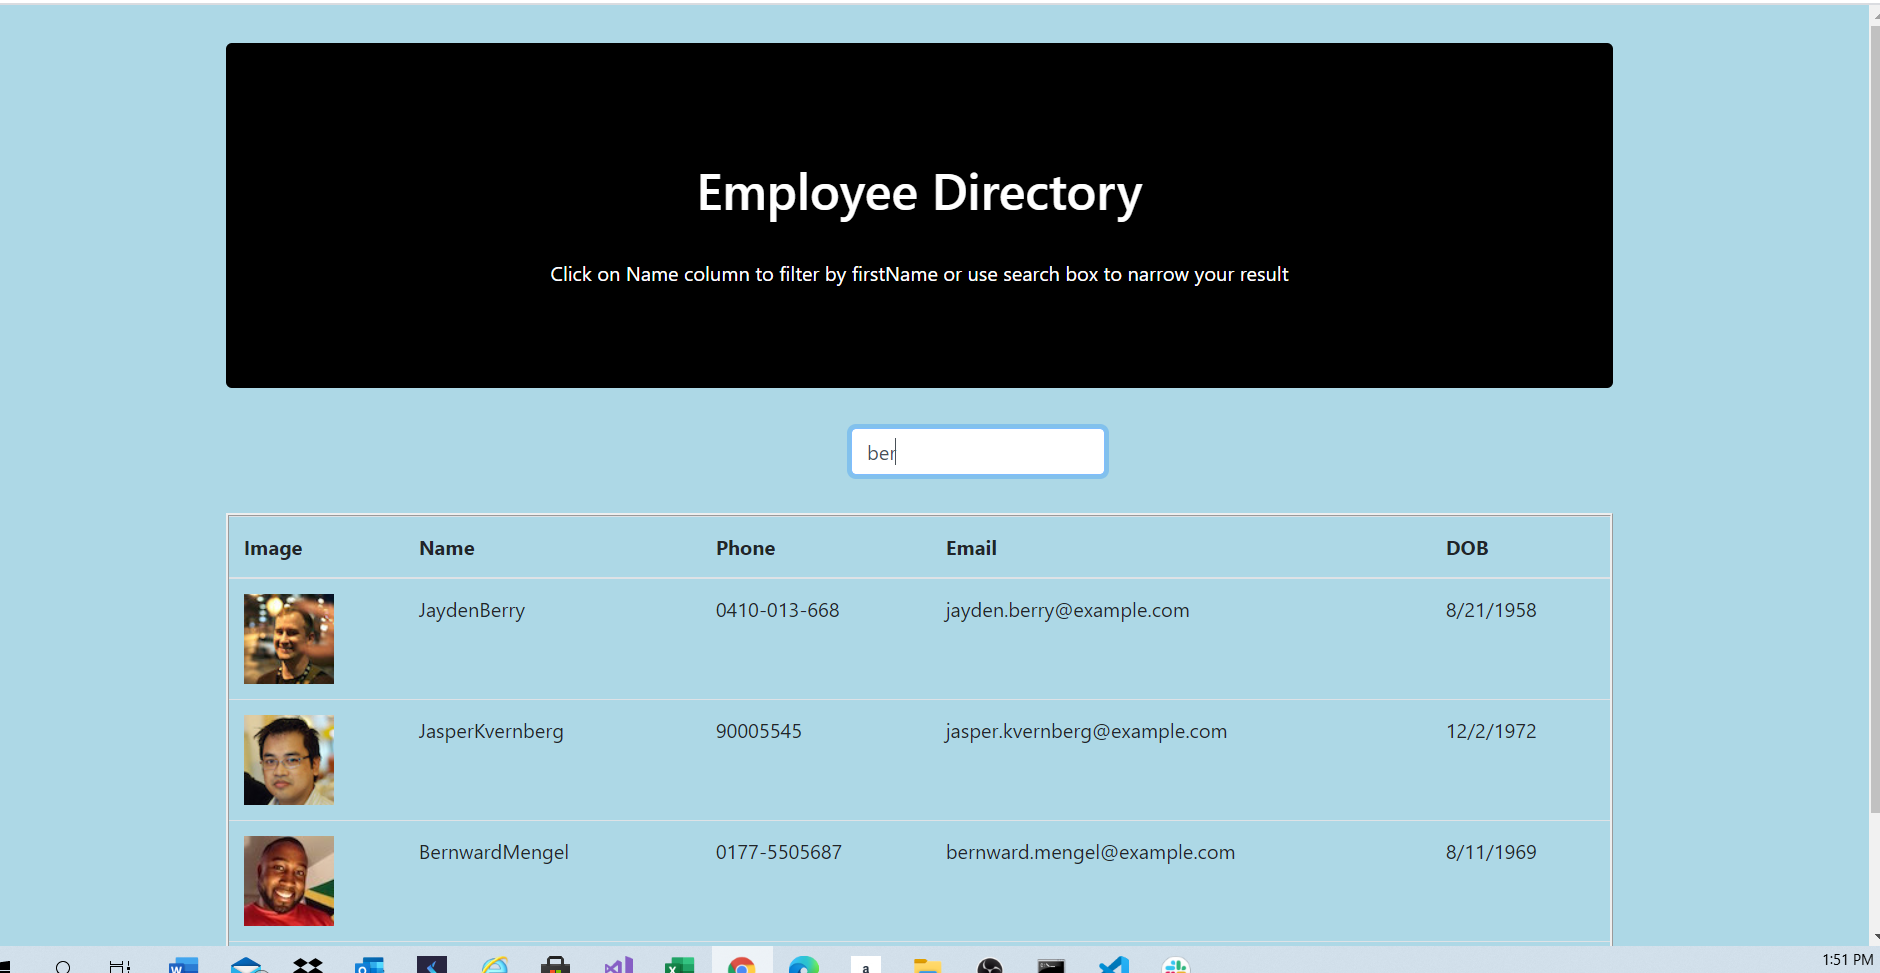 Employee Directory
Click on Name column to filter by firstName or use search box to narrow your result
ber
Image Name Phone Email DOB
JaydenBerry 0410-013-668 jayden.berry@example.com 8/21/1958
JasperKvernberg 90005545 jasper.kvernberg@example.com 12/2/1972
BernwardMengel 0177-5505687 bernward.mengel@example.com 8/11/1969
1:51 PM